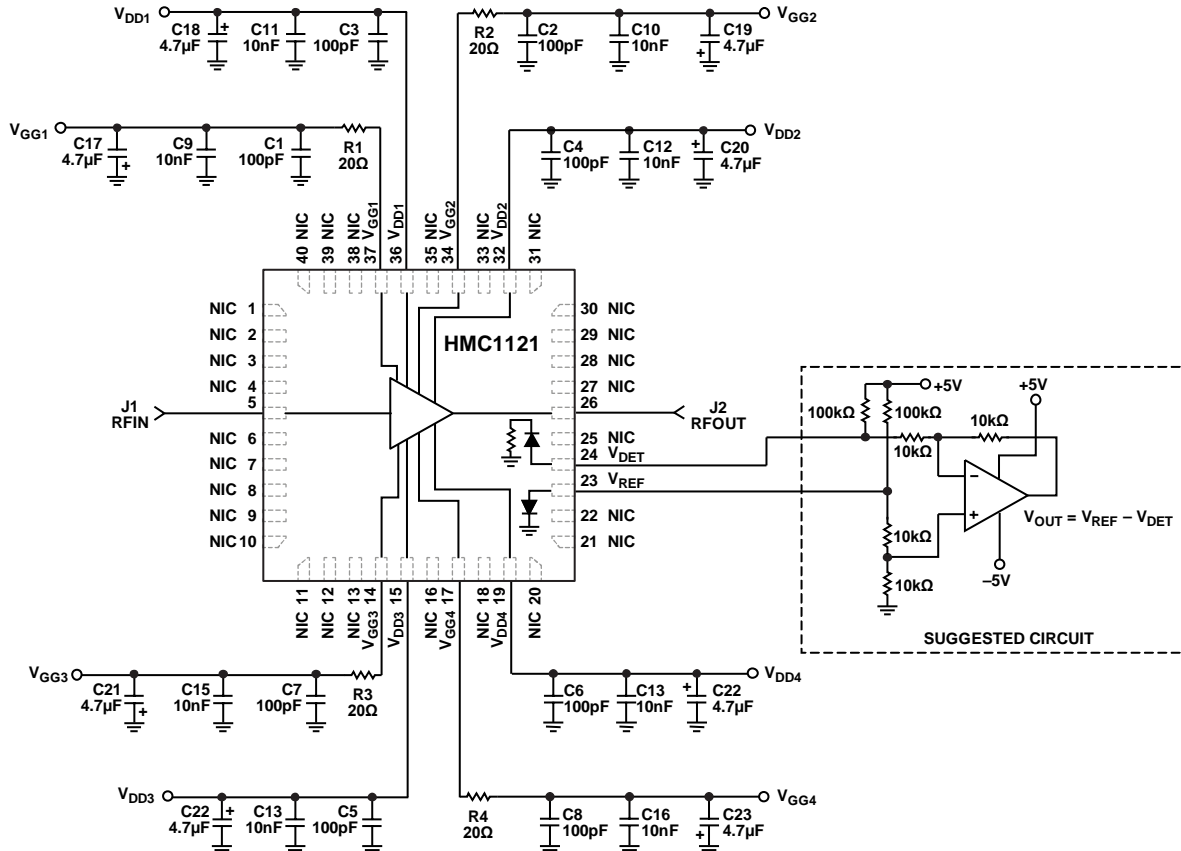 VDD1
C18
4.7µF
+
C11
10nF
C3
100pF
R2
20Ω
C2
100pF
C10
10nF
C19
4.7µF
+
VGG2
VGG1
C17
4.7µF
+
C9
10nF
C1
100pF
R1
20Ω
C4
100pF
C12
10nF
+
C20
4.7µF
VDD2
40 NIC
39 NIC
38 NIC
37 VGG1
36 VDD1
35 NIC
34 VGG2
33 NIC
32 VDD2
31 NIC
HMC1121
NIC 1
NIC 2
NIC 3
NIC 4
5
NIC 6
NIC 7
NIC 8
NIC 9
NIC 10
J1
RFIN
30 NIC
29 NIC
28 NIC
27 NIC
26
25 NIC
24 VDET
23 VREF
22 NIC
21 NIC
J2
RFOUT
+5V
+5V
100kΩ
100kΩ
10kΩ
10kΩ
−
+
VOUT = VREF − VDET
10kΩ
−5V
10kΩ
SUGGESTED CIRCUIT
NIC 11
NIC 12
NIC 13
VGG3 14
VDD3 15
NIC 16
VGG4 17
NIC 18
VDD4 19
NIC 20
VGG3
C21
4.7µF
+
C15
10nF
C7
100pF
R3
20Ω
C6
100pF
C13
10nF
+
C22
4.7µF
VDD4
VDD3
C22
4.7µF
+
C13
10nF
C5
100pF
R4
20Ω
C8
100pF
C16
10nF
C23
4.7µF
+
VGG4